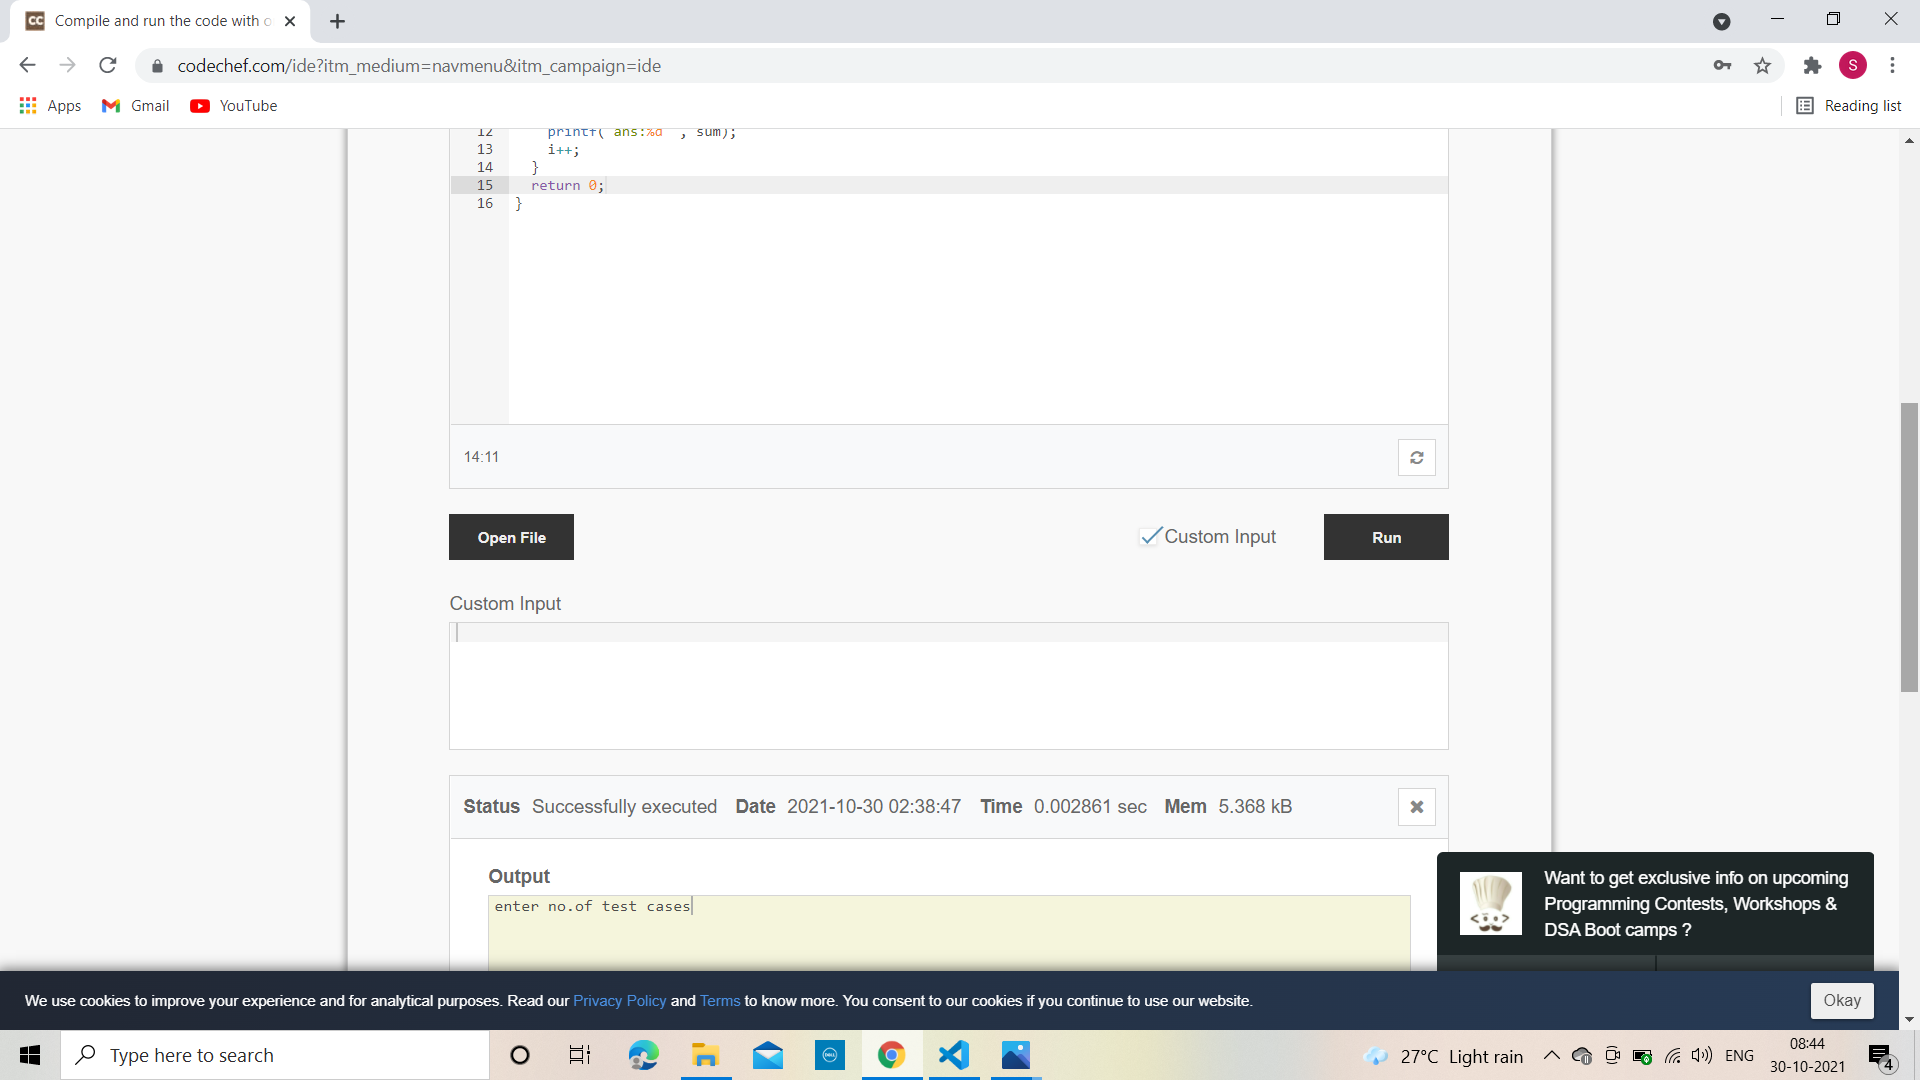 Compile and run the code with o
codechef.com/ide?itm_medium=navmenu&itm_campaign=ide
S
Apps Gmail YouTube Reading list
12 printf( ans:%d , sum);
13 i++;
14 }
15 return 0;
16 }
14:11
Open File Custom Input Run
Custom Input
Status Successfully executed Date 2021-10-30 02:38:47 Time 0.002861 sec Mem 5.368 kB
Output
enter no.of test cases
Want to get exclusive info on upcoming
Programming Contests, Workshops &
DSA Boot camps ?
We use cookies to improve your experience and for analytical purposes. Read our Privacy Policy and Terms to know more. You consent to our cookies if you continue to use our website. Okay
Type here to search
27°C Light rain ENG
08:44
30-10-2021
4